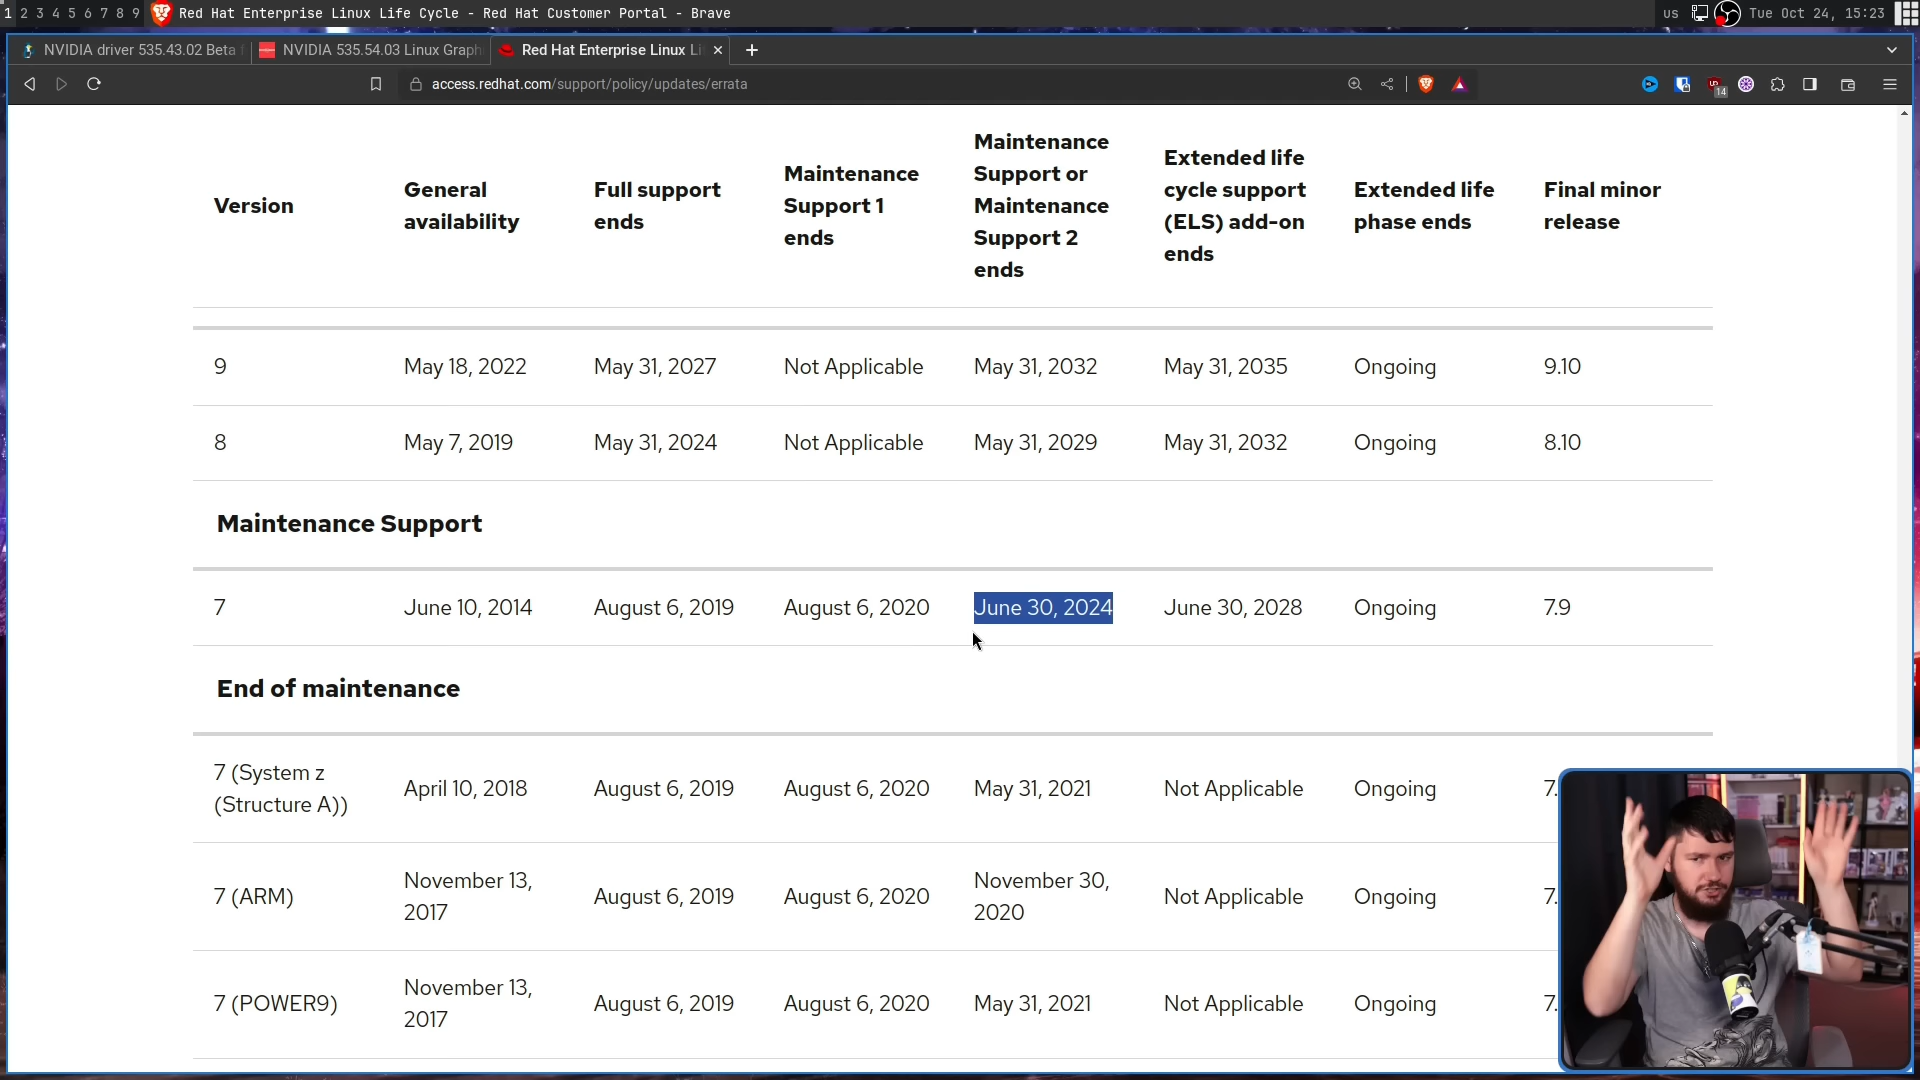 1 2 3 4 5 6 7 8 9 Red Hat Enterprise Linux Life Cycle - Red Hat Customer Portal - Brave us Tue Oct 24, 15:23
NVIDIA driver 535.43.02 Beta NVIDIA 535.54.03 Linux Graph Red Hat Enterprise Linux Li
access.redhat.com/support/policy/updates/errata 14
Version
General
availability
Full support
ends
Maintenance
Support 1
ends
Maintenance
Support or
Maintenance
Support 2
ends
Extended life
cycle support
(ELS) add-on
ends
Extended life
phase ends
Final minor
release
9 May 18, 2022 May 31, 2027 Not Applicable May 31, 2032 May 31, 2035 Ongoing 9.10
8 May 7, 2019 May 31, 2024 Not Applicable May 31, 2029 May 31, 2032 Ongoing 8.10
Maintenance Support
7 June 10, 2014 August 6, 2019 August 6, 2020 June 30, 2024 June 30, 2028 Ongoing 7.9
End of maintenance
7 (System z
(Structure A)) April 10, 2018 August 6, 2019 August 6, 2020 May 31, 2021 Not Applicable Ongoing 7.
7 (ARM) November 13,
2017 August 6, 2019 August 6, 2020 November 30,
2020 Not Applicable Ongoing 7.
7 (POWER9) November 13,
2017 August 6, 2019 August 6, 2020 May 31, 2021 Not Applicable Ongoing 7.